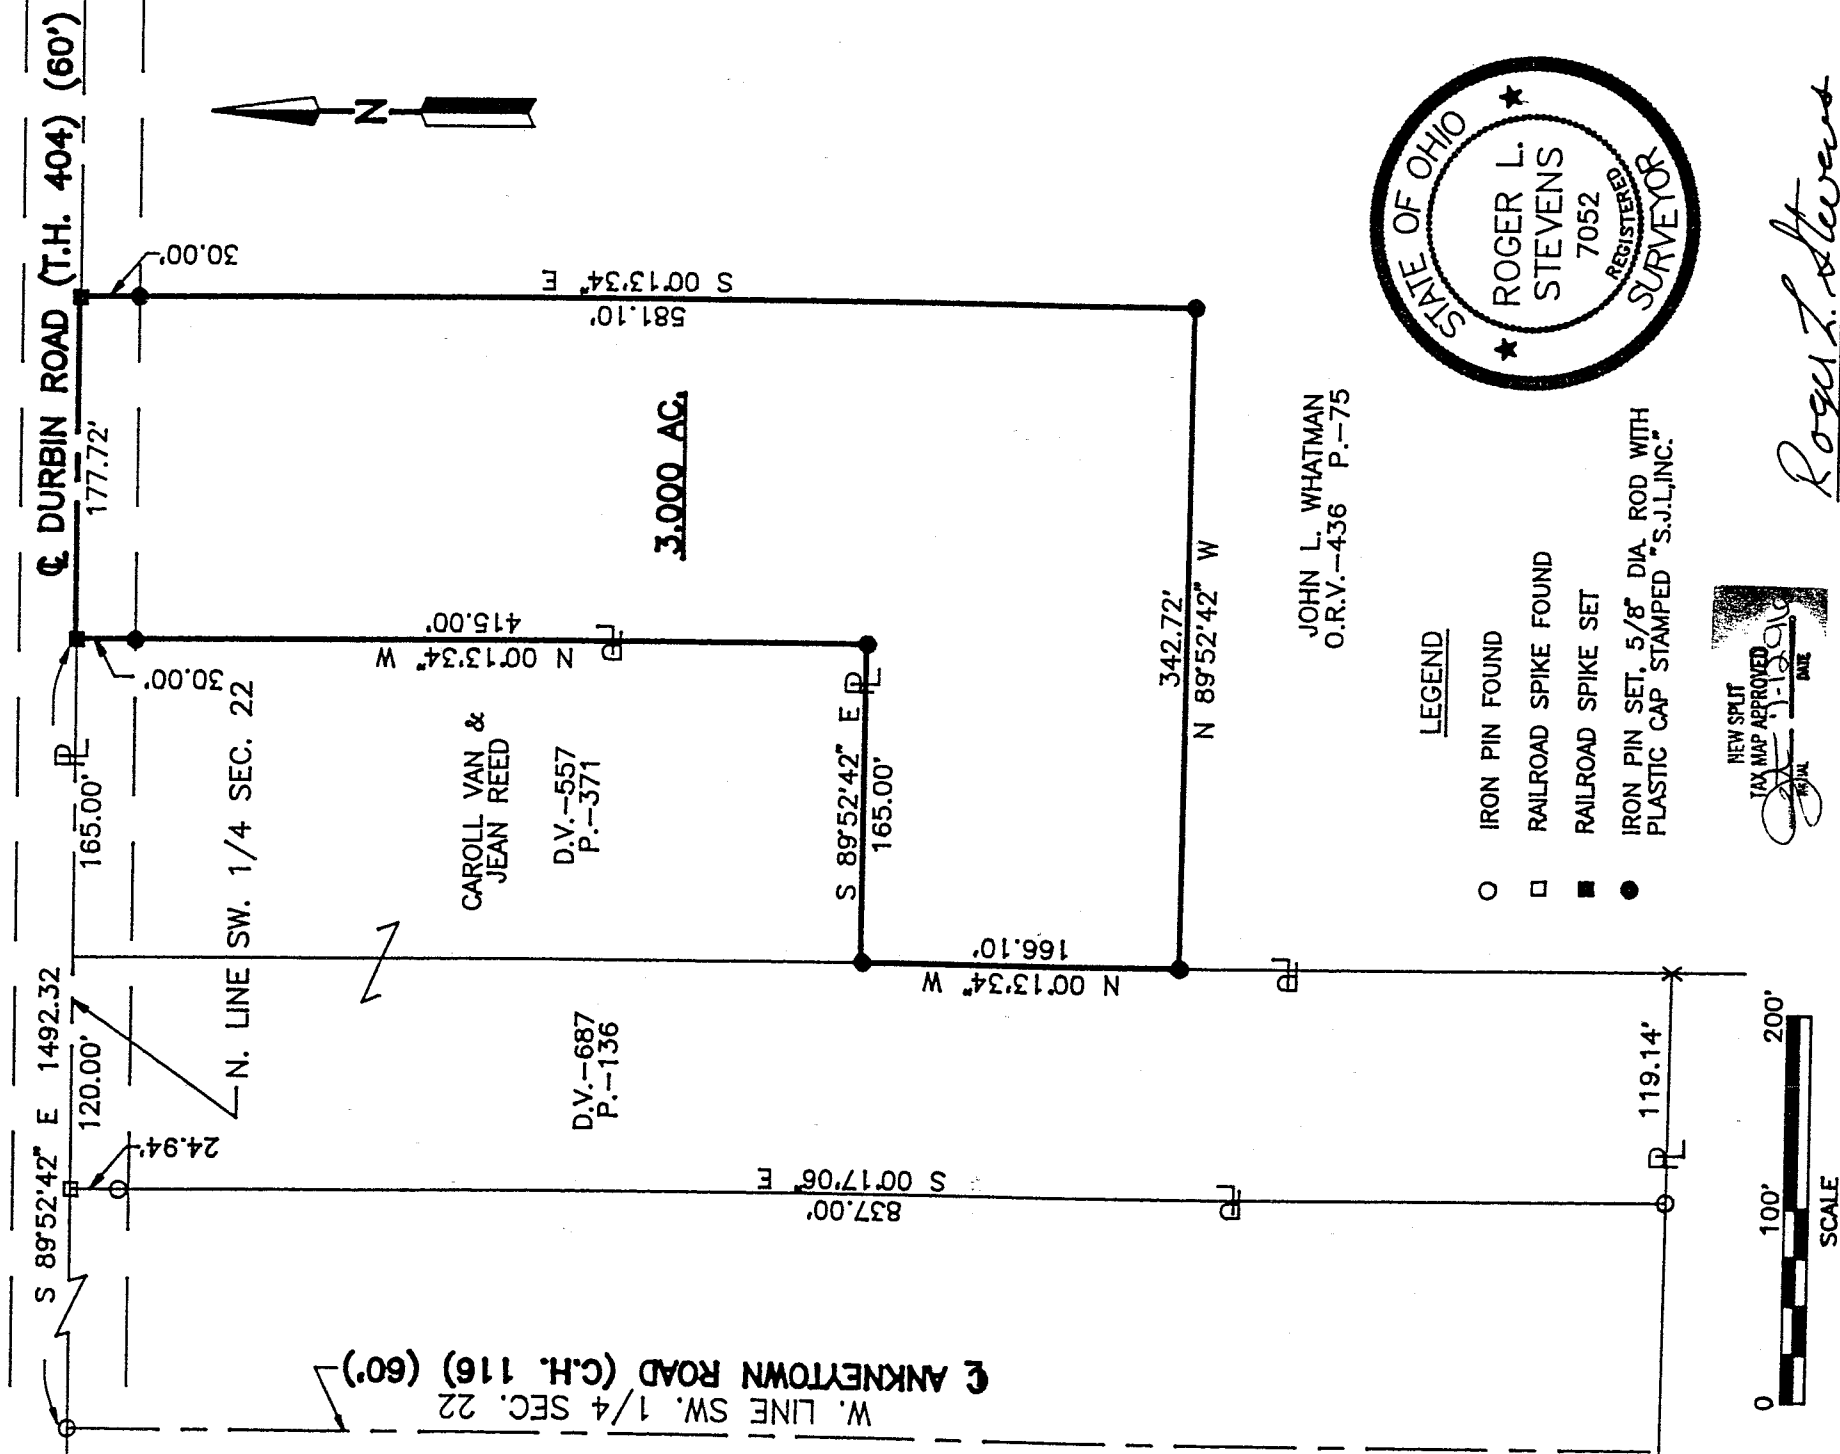 ℄ DURBIN ROAD (T.H. 404) (60')
177.72'
30.00'
30.00'
165.00'
S 89°52'42" E 1492.32
120.00'
24.94'
N. LINE SW. 1/4 SEC. 22
N
S 00°13'34" E
581.10'
3.000 AC.
415.00'
N 00°13'34" W
CAROLL VAN &
JEAN REED
D.V.-557
P.-371
S 89°52'42" E
165.00'
166.10'
N 00°13'34" W
342.72'
N 89°52'42" W
D.V.-687
P.-136
S 00°17'06" E
837.00'
119.14'
℄ ANKNEYTOWN ROAD (C.H. 116) (60')
W. LINE SW. 1/4 SEC. 22
JOHN L. WHATMAN
O.R.V.-436 P.-75
LEGEND
IRON PIN FOUND
RAILROAD SPIKE FOUND
RAILROAD SPIKE SET
IRON PIN SET, 5/8" DIA. ROD WITH
PLASTIC CAP STAMPED "S.J.L,INC."
STATE OF OHIO
ROGER L.
STEVENS
7052
REGISTERED
SURVEYOR
Roger L. Stevens
NEW SPLIT
TAX MAP APPROVED
DATE
0 100' 200'
SCALE